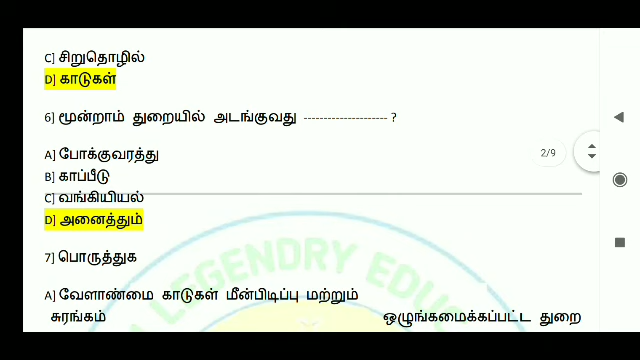 C] சிறுதொழில்
D] காடுகள்
6] மூன்றாம் துறையில் அடங்குவது --------------------- ?
A] போக்குவரத்து
2/9
B] காப்பீடு
C] வங்கியியல்
D] அனைத்தும்
7] பொருத்துக
LEGENDRY EDUC
A] வேளாண்மை காடுகள் மீன்பிடிப்பு மற்றும்
சுரங்கம் ஒழுங்கமைக்கப்பட்ட துறை